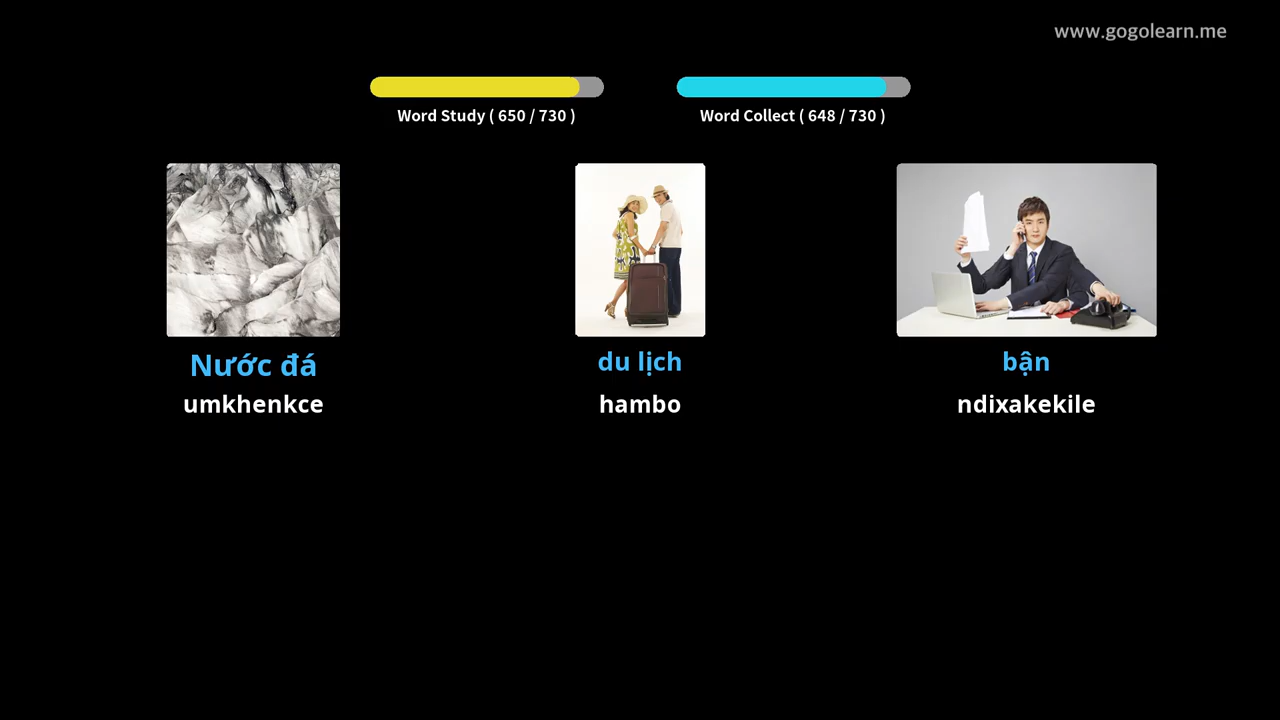 www.gogolearn.me
Word Study ( 650 / 730 )
Word Collect ( 648 / 730 )
Nước đá
du lịch
bận
umkhenkce
hambo
ndixakekile